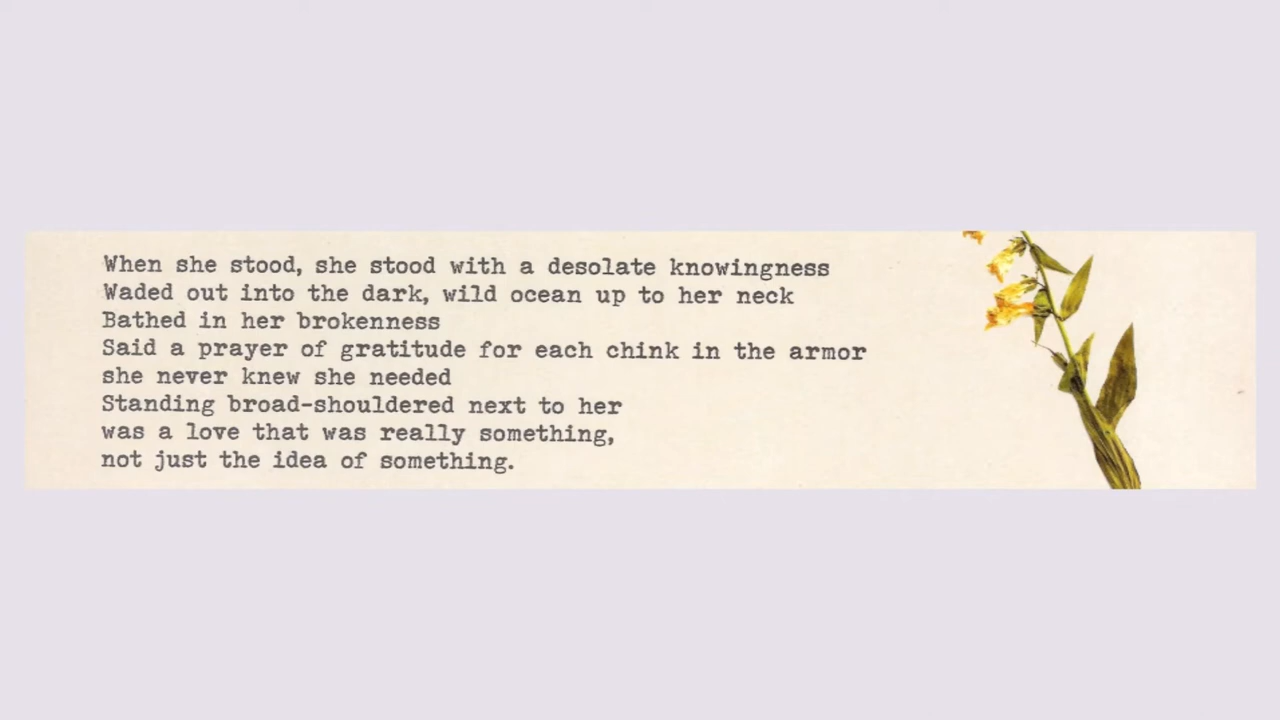 When she stood, she stood with a desolate knowingness
Waded out into the dark, wild ocean up to her neck
Bathed in her brokenness
Said a prayer of gratitude for each chink in the armor
she never knew she needed
Standing broad-shouldered next to her
was a love that was really something,
not just the idea of something.